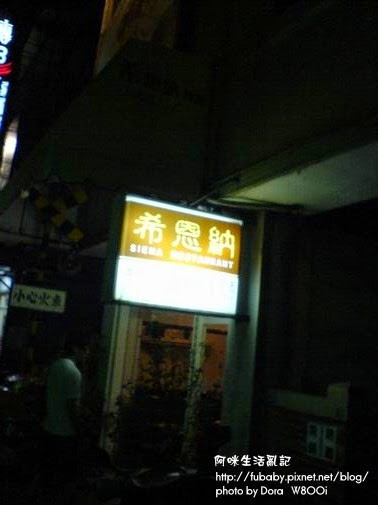 希恩納
SIENA RESTAURANT
小心火車
阿咪生活亂記
http://fubaby.pixnet.net/blog/
photo by Dora W800i